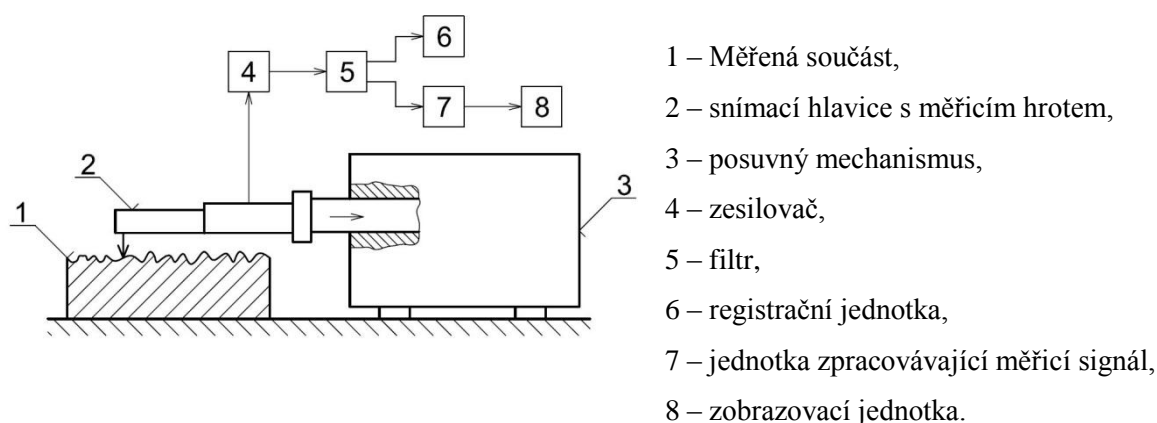 6
4
5
7
8
2
3
1
1 – Měřená součást,
2 – snímací hlavice s měřicím hrotem,
3 – posuvný mechanismus,
4 – zesilovač,
5 – filtr,
6 – registrační jednotka,
7 – jednotka zpracovávající měřicí signál,
8 – zobrazovací jednotka.